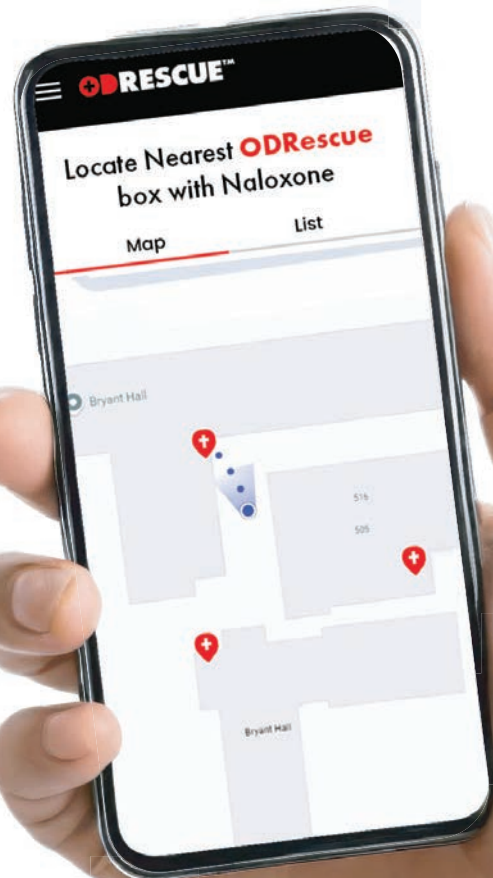 ODRESCUE™
Locate Nearest ODRescue
box with Naloxone
Map List
Bryant Hall
516
505
Bryant Hall